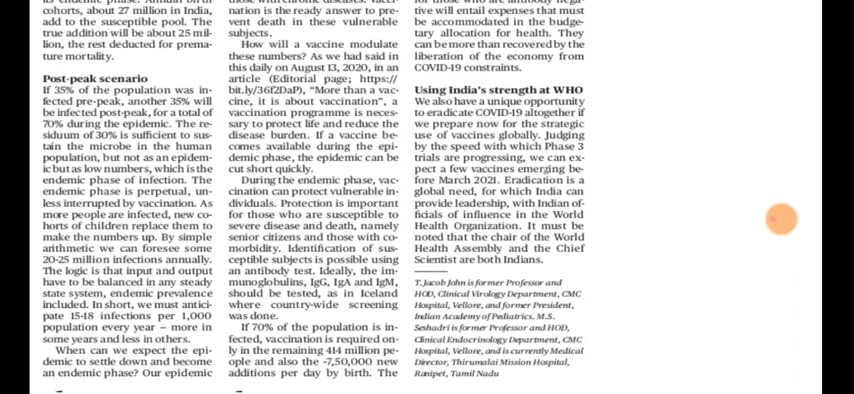 cohorts, about 27 million in India,
add to the susceptible pool. The
true addition will be about 25 mil-
lion, the rest deducted for prema-
ture mortality.
Post-peak scenario
If 35% of the population was in-
fected pre-peak, another 35% will
be infected post-peak, for a total of
70% during the epidemic. The re-
siduum of 30% is sufficient to sus-
tain the microbe in the human
population, but not as an epidem-
ic but as low numbers, which is the
endemic phase of infection. The
endemic phase is perpetual, un-
less interrupted by vaccination. As
more people are infected, new co-
horts of children replace them to
make the numbers up. By simple
arithmetic we can foresee some
20-25 million infections annually.
The logic is that input and output
have to be balanced in any steady
state system, endemic prevalence
included. In short, we must antici-
pate 15-18 infections per 1,000
population every year – more in
some years and less in others.
When can we expect the epi-
demic to settle down and become
an endemic phase? Our epidemic
nation is the ready answer to pre-
vent death in these vulnerable
subjects.
How will a vaccine modulate
these numbers? As we had said in
this daily on August 13, 2020, in an
article (Editorial page; https://
bit.ly/36f2DaP), “More than a vac-
cine, it is about vaccination”, a
vaccination programme is neces-
sary to protect life and reduce the
disease burden. If a vaccine be-
comes available during the epi-
demic phase, the epidemic can be
cut short quickly.
During the endemic phase, vac-
cination can protect vulnerable in-
dividuals. Protection is important
for those who are susceptible to
severe disease and death, namely
senior citizens and those with co-
morbidity. Identification of sus-
ceptible subjects is possible using
an antibody test. Ideally, the im-
munoglobulins, IgG, IgA and IgM,
should be tested, as in Iceland
where country-wide screening
was done.
If 70% of the population is in-
fected, vaccination is required on-
ly in the remaining 414 million pe-
ople and also the ~7,50,000 new
additions per day by birth. The
tive will entail expenses that must
be accommodated in the budge-
tary allocation for health. They
can be more than recovered by the
liberation of the economy from
COVID-19 constraints.
Using India’s strength at WHO
We also have a unique opportunity
to eradicate COVID-19 altogether if
we prepare now for the strategic
use of vaccines globally. Judging
by the speed with which Phase 3
trials are progressing, we can ex-
pect a few vaccines emerging be-
fore March 2021. Eradication is a
global need, for which India can
provide leadership, with Indian of-
ficials of influence in the World
Health Organization. It must be
noted that the chair of the World
Health Assembly and the Chief
Scientist are both Indians.
T. Jacob John is former Professor and
HOD, Clinical Virology Department, CMC
Hospital, Vellore, and former President,
Indian Academy of Pediatrics. M.S.
Seshadri is former Professor and HOD,
Clinical Endocrinology Department, CMC
Hospital, Vellore, and is currently Medical
Director, Thirumalai Mission Hospital,
Ranipet, Tamil Nadu